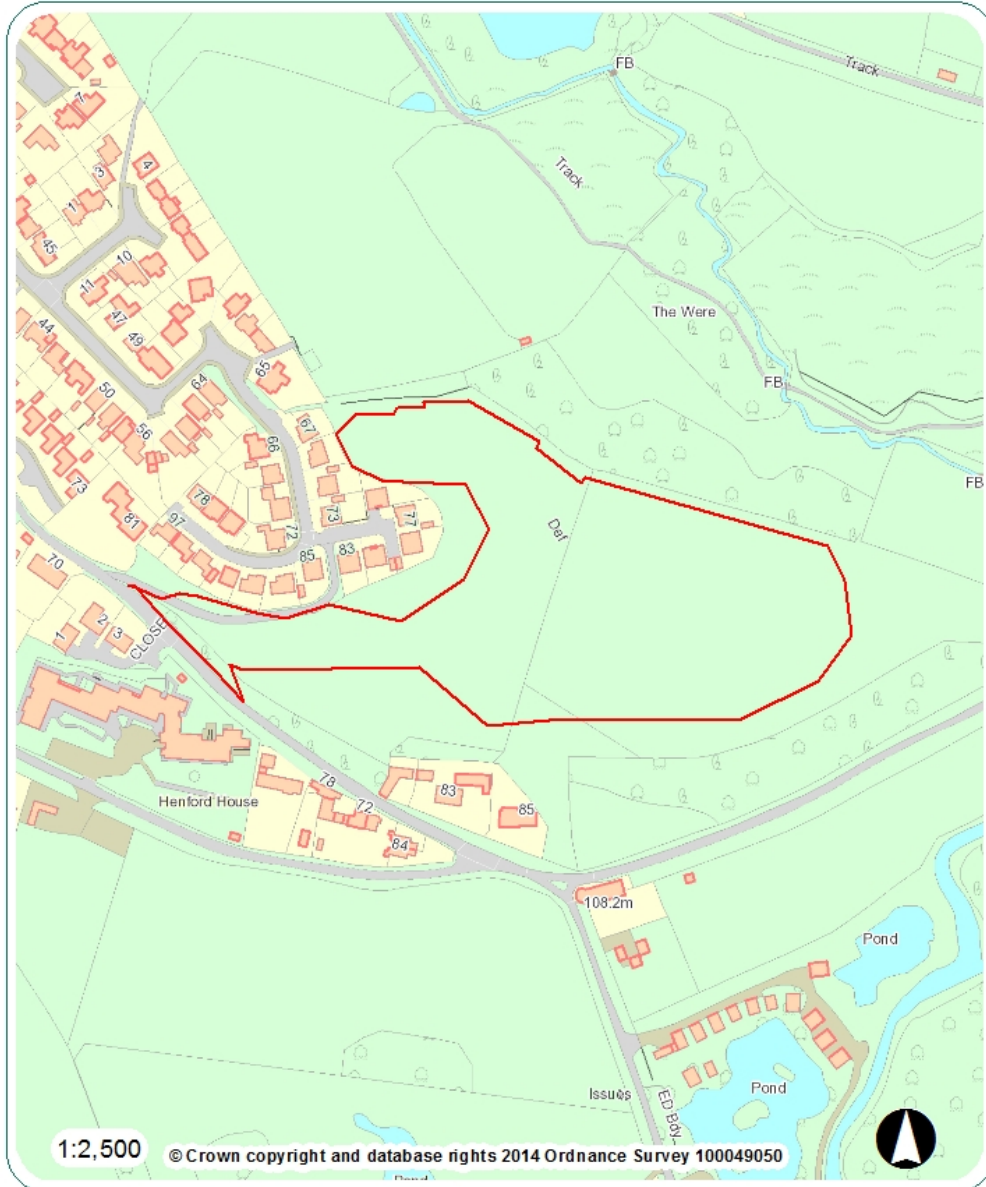 FB
Track
7
4
3
1
Track
45
10
11
47
The Were
44
49
65
50
64
FB
67
56
66
73
78
FB
81
97
73
77
Def
72
85
83
70
2
1
3
CLOSE
78
83
Henford House
72
85
84
108.2m
Pond
Pond
Issues
ED Bdy
1:2,500
© Crown copyright and database rights 2014 Ordnance Survey 100049050
Pond